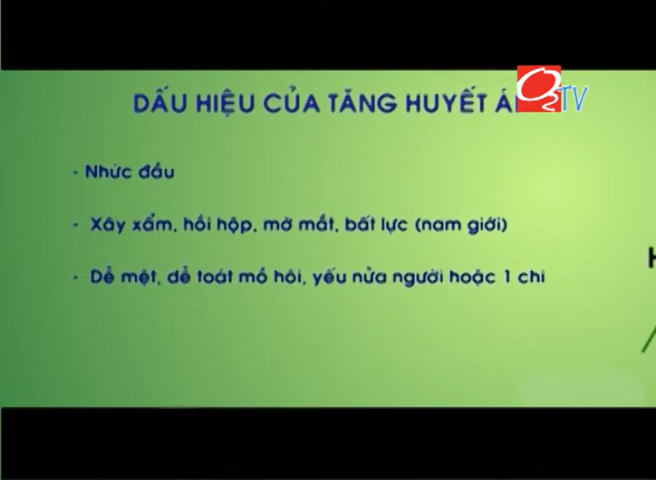 DẤU HIỆU CỦA TĂNG HUYẾT
O2TV
- Nhức đầu
- Xây xẩm, hồi hộp, mờ mắt, bất lực (nam giới)
- Dễ mệt, dễ toát mồ hôi, yếu nửa người hoặc 1 chi